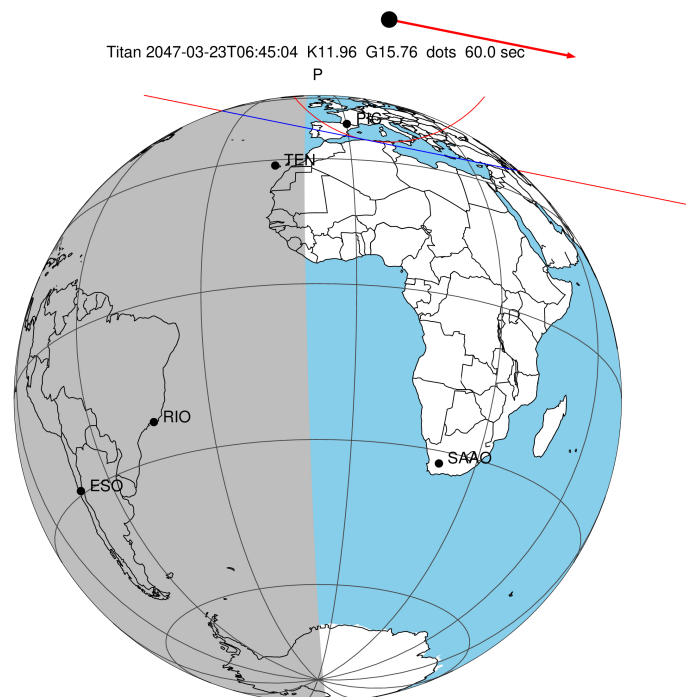 Titan 2047-03-23T06:45:04 K11.96 G15.76 dots 60.0 sec
P
PIC
TEN
RIO
SAAO
ESO